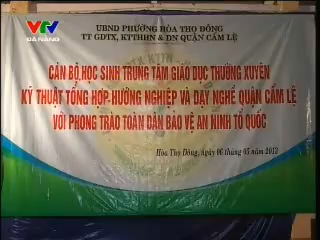 VTV
ĐÀ NẴNG
UBND PHƯỜNG HÒA THỌ ĐÔNG
TT GDTX, KTTHHN & DN QUẬN CẨM LỆ
CÁN BỘ HỌC SINH TRUNG TÂM GIÁO DỤC THƯỜNG XUYÊN
KỸ THUẬT TỔNG HỢP-HƯỚNG NGHIỆP VÀ DẠY NGHỀ QUẬN CẨM LỆ
VỚI PHONG TRÀO TOÀN DÂN BẢO VỆ AN NINH TỔ QUỐC
Hòa Thọ Đông, ngày 06 tháng 05 năm 2013